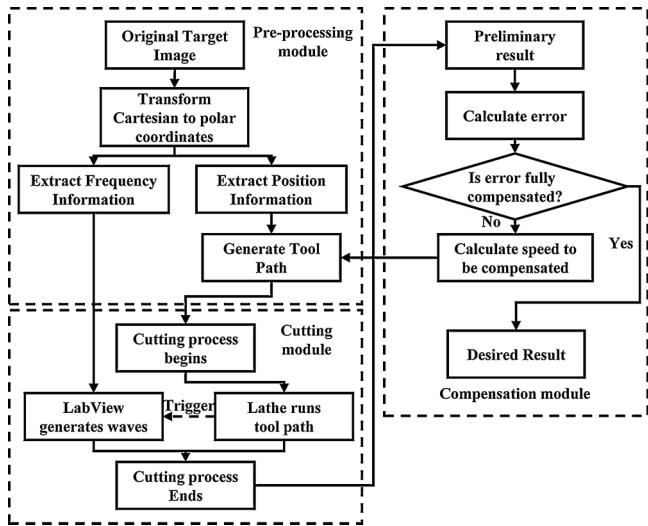 Original Target
Image
Pre-processing
module
Transform
Cartesian to polar
coordinates
Extract Frequency
Information
Extract Position
Information
Generate Tool
Path
Cutting process
begins
Cutting
module
LabView
generates waves
Trigger
Lathe runs
tool path
Cutting process
Ends
Preliminary
result
Calculate error
Is error fully
compensated?
No
Yes
Calculate speed to
be compensated
Desired Result
Compensation module